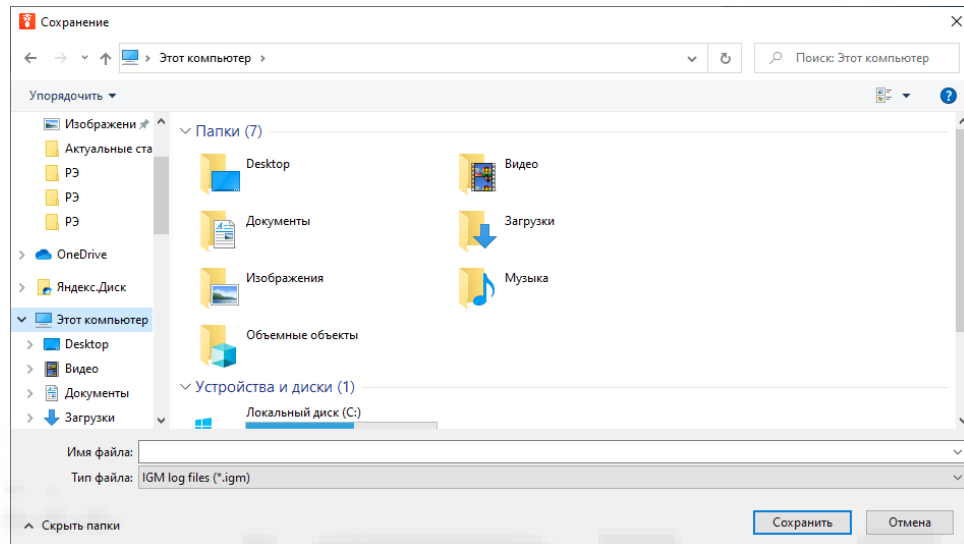 Сохранение
Этот компьютер
Поиск: Этот компьютер
Упорядочить
Изображени
Актуальные ста
РЭ
РЭ
РЭ
OneDrive
Яндекс.Диск
Этот компьютер
Desktop
Видео
Документы
Загрузки
Папки (7)
Desktop
Видео
Документы
Загрузки
Изображения
Музыка
Объемные объекты
Устройства и диски (1)
Локальный диск (C:)
Имя файла:
Тип файла: IGM log files (*.igm)
Скрыть папки
Сохранить
Отмена